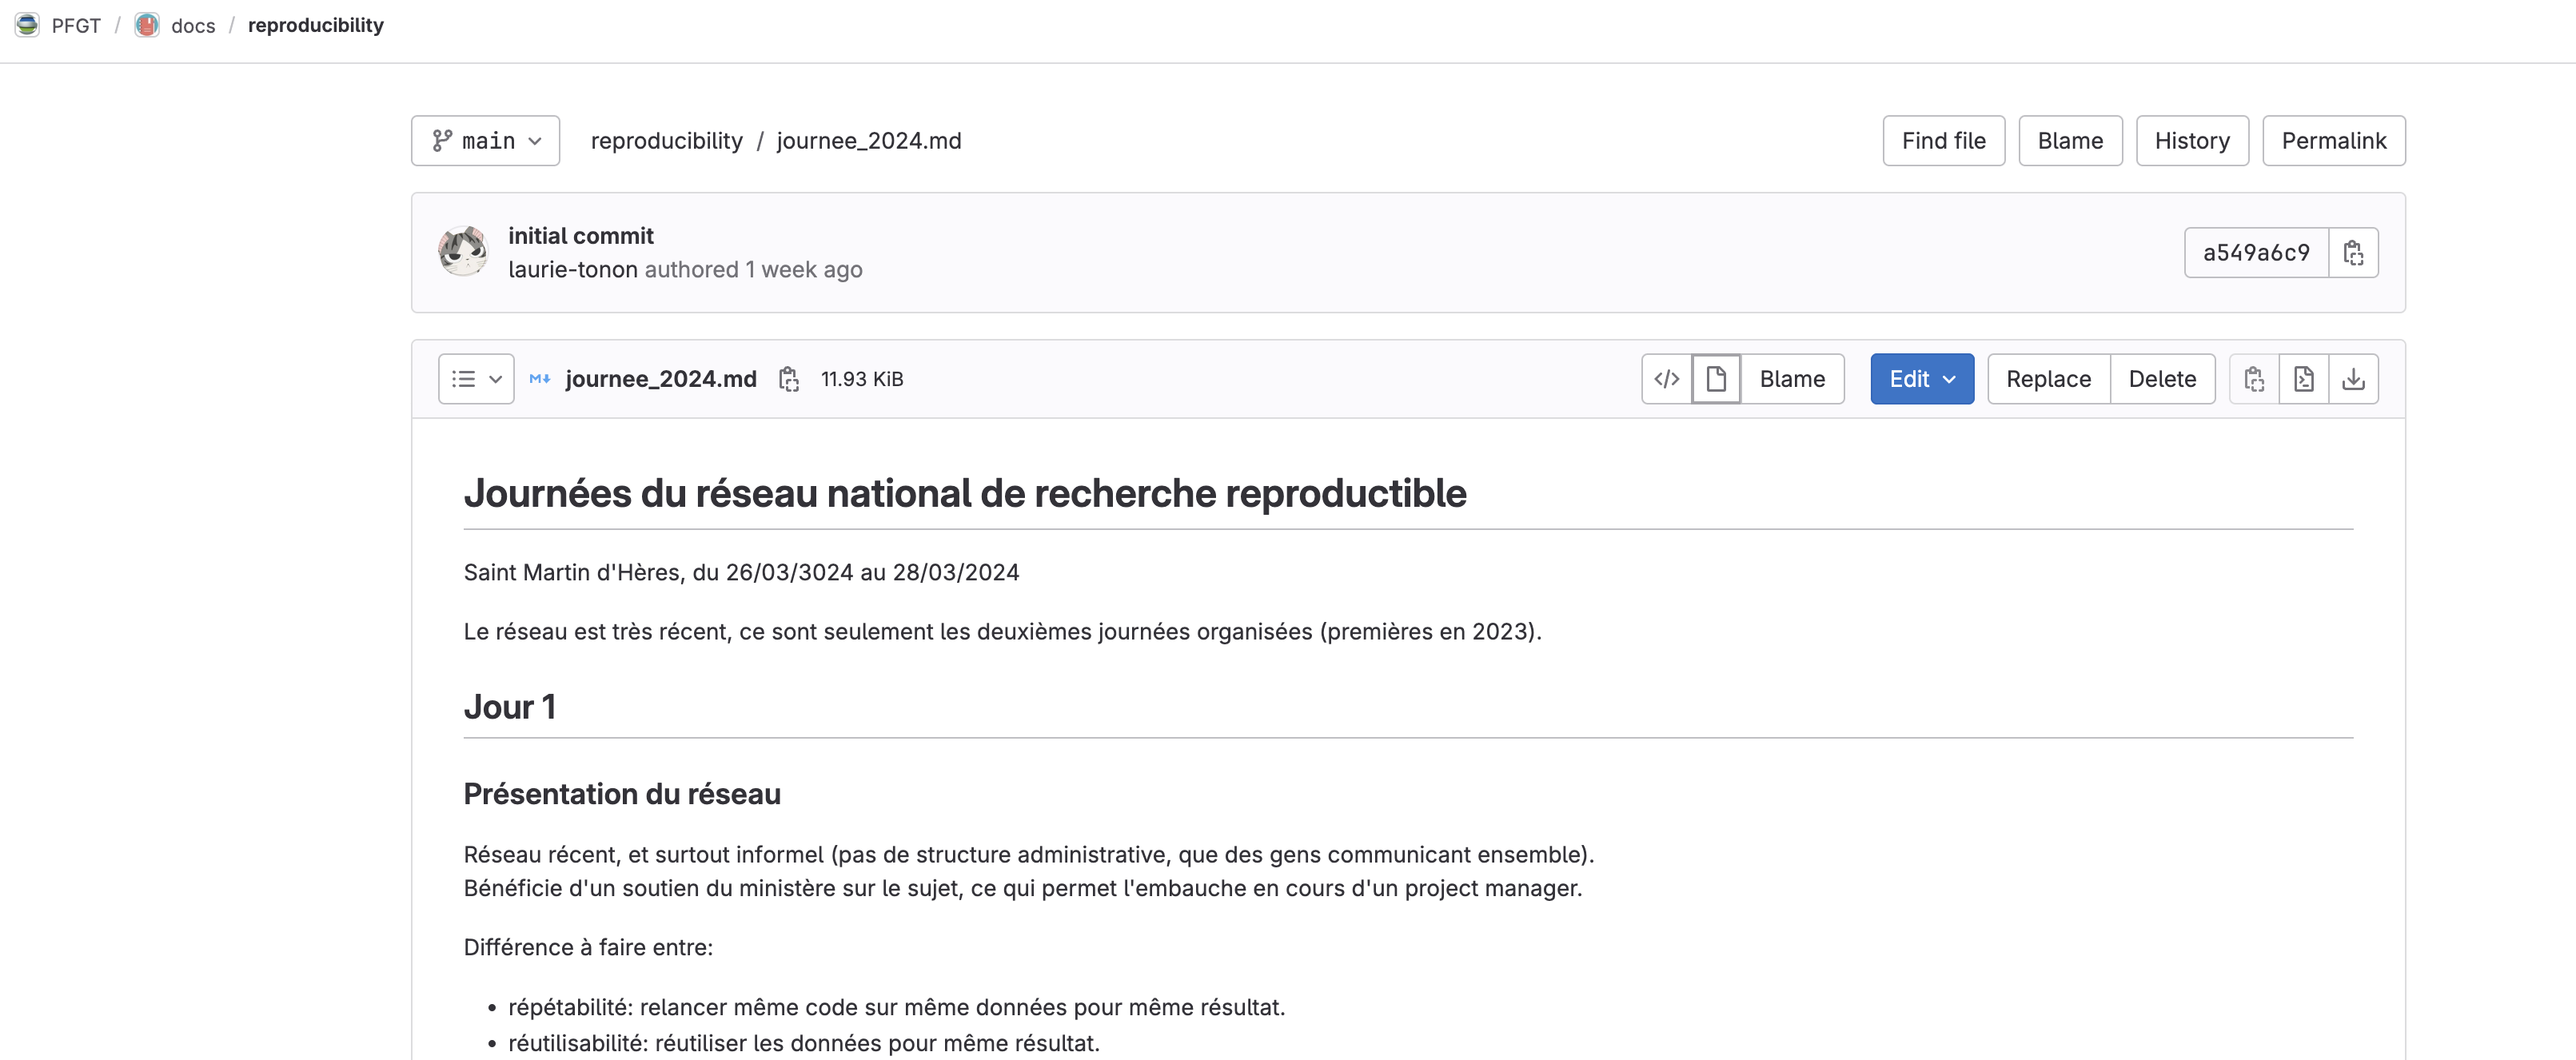 PFGT / docs / reproducibility
main reproducibility / journee_2024.md Find file Blame History Permalink
initial commit
laurie-tonon authored 1 week ago
a549a6c9
M journee_2024.md 11.93 KiB </> Blame Edit Replace Delete
Journées du réseau national de recherche reproductible
Saint Martin d'Hères, du 26/03/3024 au 28/03/2024
Le réseau est très récent, ce sont seulement les deuxièmes journées organisées (premières en 2023).
Jour 1
Présentation du réseau
Réseau récent, et surtout informel (pas de structure administrative, que des gens communicant ensemble).
Bénéficie d'un soutien du ministère sur le sujet, ce qui permet l'embauche en cours d'un project manager.
Différence à faire entre:
• répétabilité: relancer même code sur même données pour même résultat.
• réutilisabilité: réutiliser les données pour même résultat.